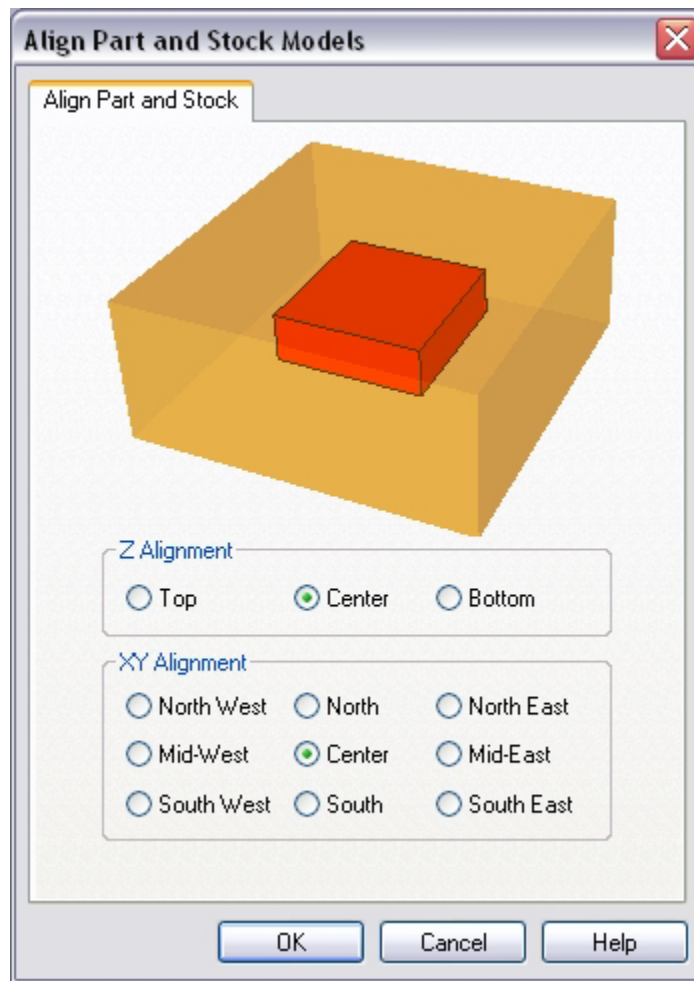 Align Part and Stock Models
Align Part and Stock
Z Alignment
Top Center Bottom
XY Alignment
North West North North East
Mid-West Center Mid-East
South West South South East
OK Cancel Help